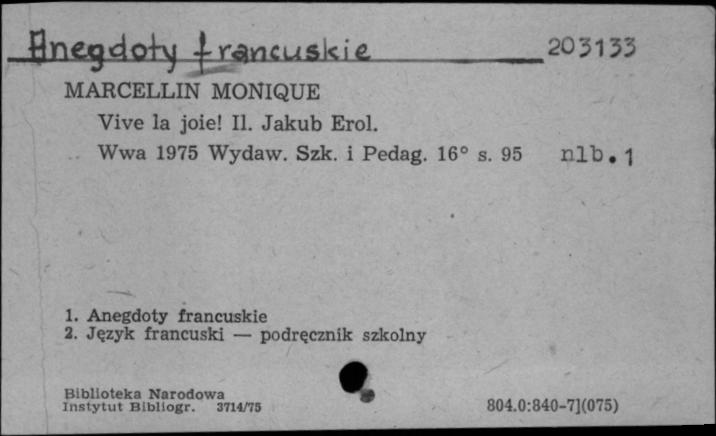 Anegdoty francuskie 203133
MARCELLIN MONIQUE
Vive la joie! Il. Jakub Erol.
Wwa 1975 Wydaw. Szk. i Pedag. 16° s. 95 nlb.1
1. Anegdoty francuskie
2. Język francuski — podręcznik szkolny
Biblioteka Narodowa
Instytut Bibliogr. 3714/75
804.0:840-7](075)